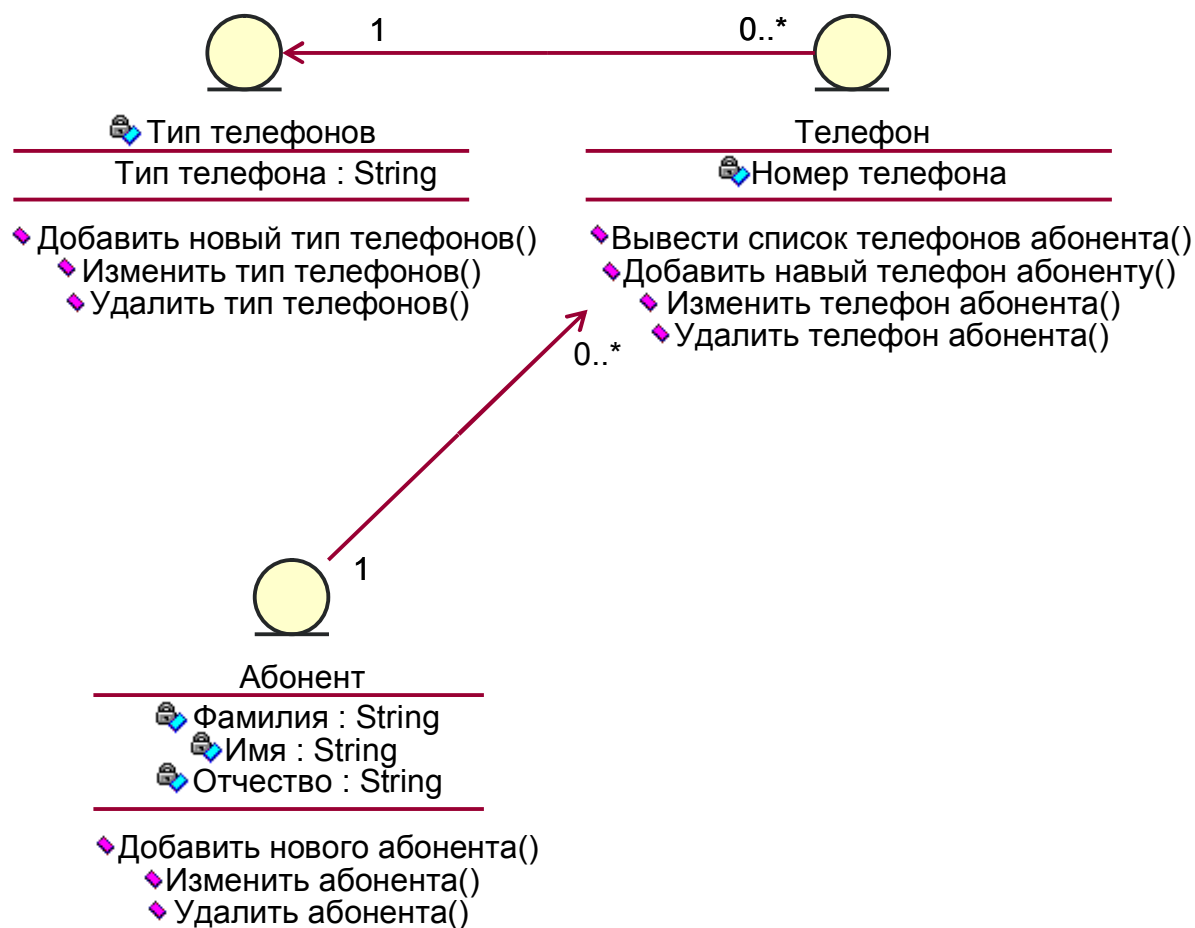 1
0..*
Тип телефонов
Тип телефона : String
Добавить новый тип телефонов()
Изменить тип телефонов()
Удалить тип телефонов()
Телефон
Номер телефона
Вывести список телефонов абонента()
Добавить навый телефон абоненту()
Изменить телефон абонента()
Удалить телефон абонента()
0..*
1
Абонент
Фамилия : String
Имя : String
Отчество : String
Добавить нового абонента()
Изменить абонента()
Удалить абонента()